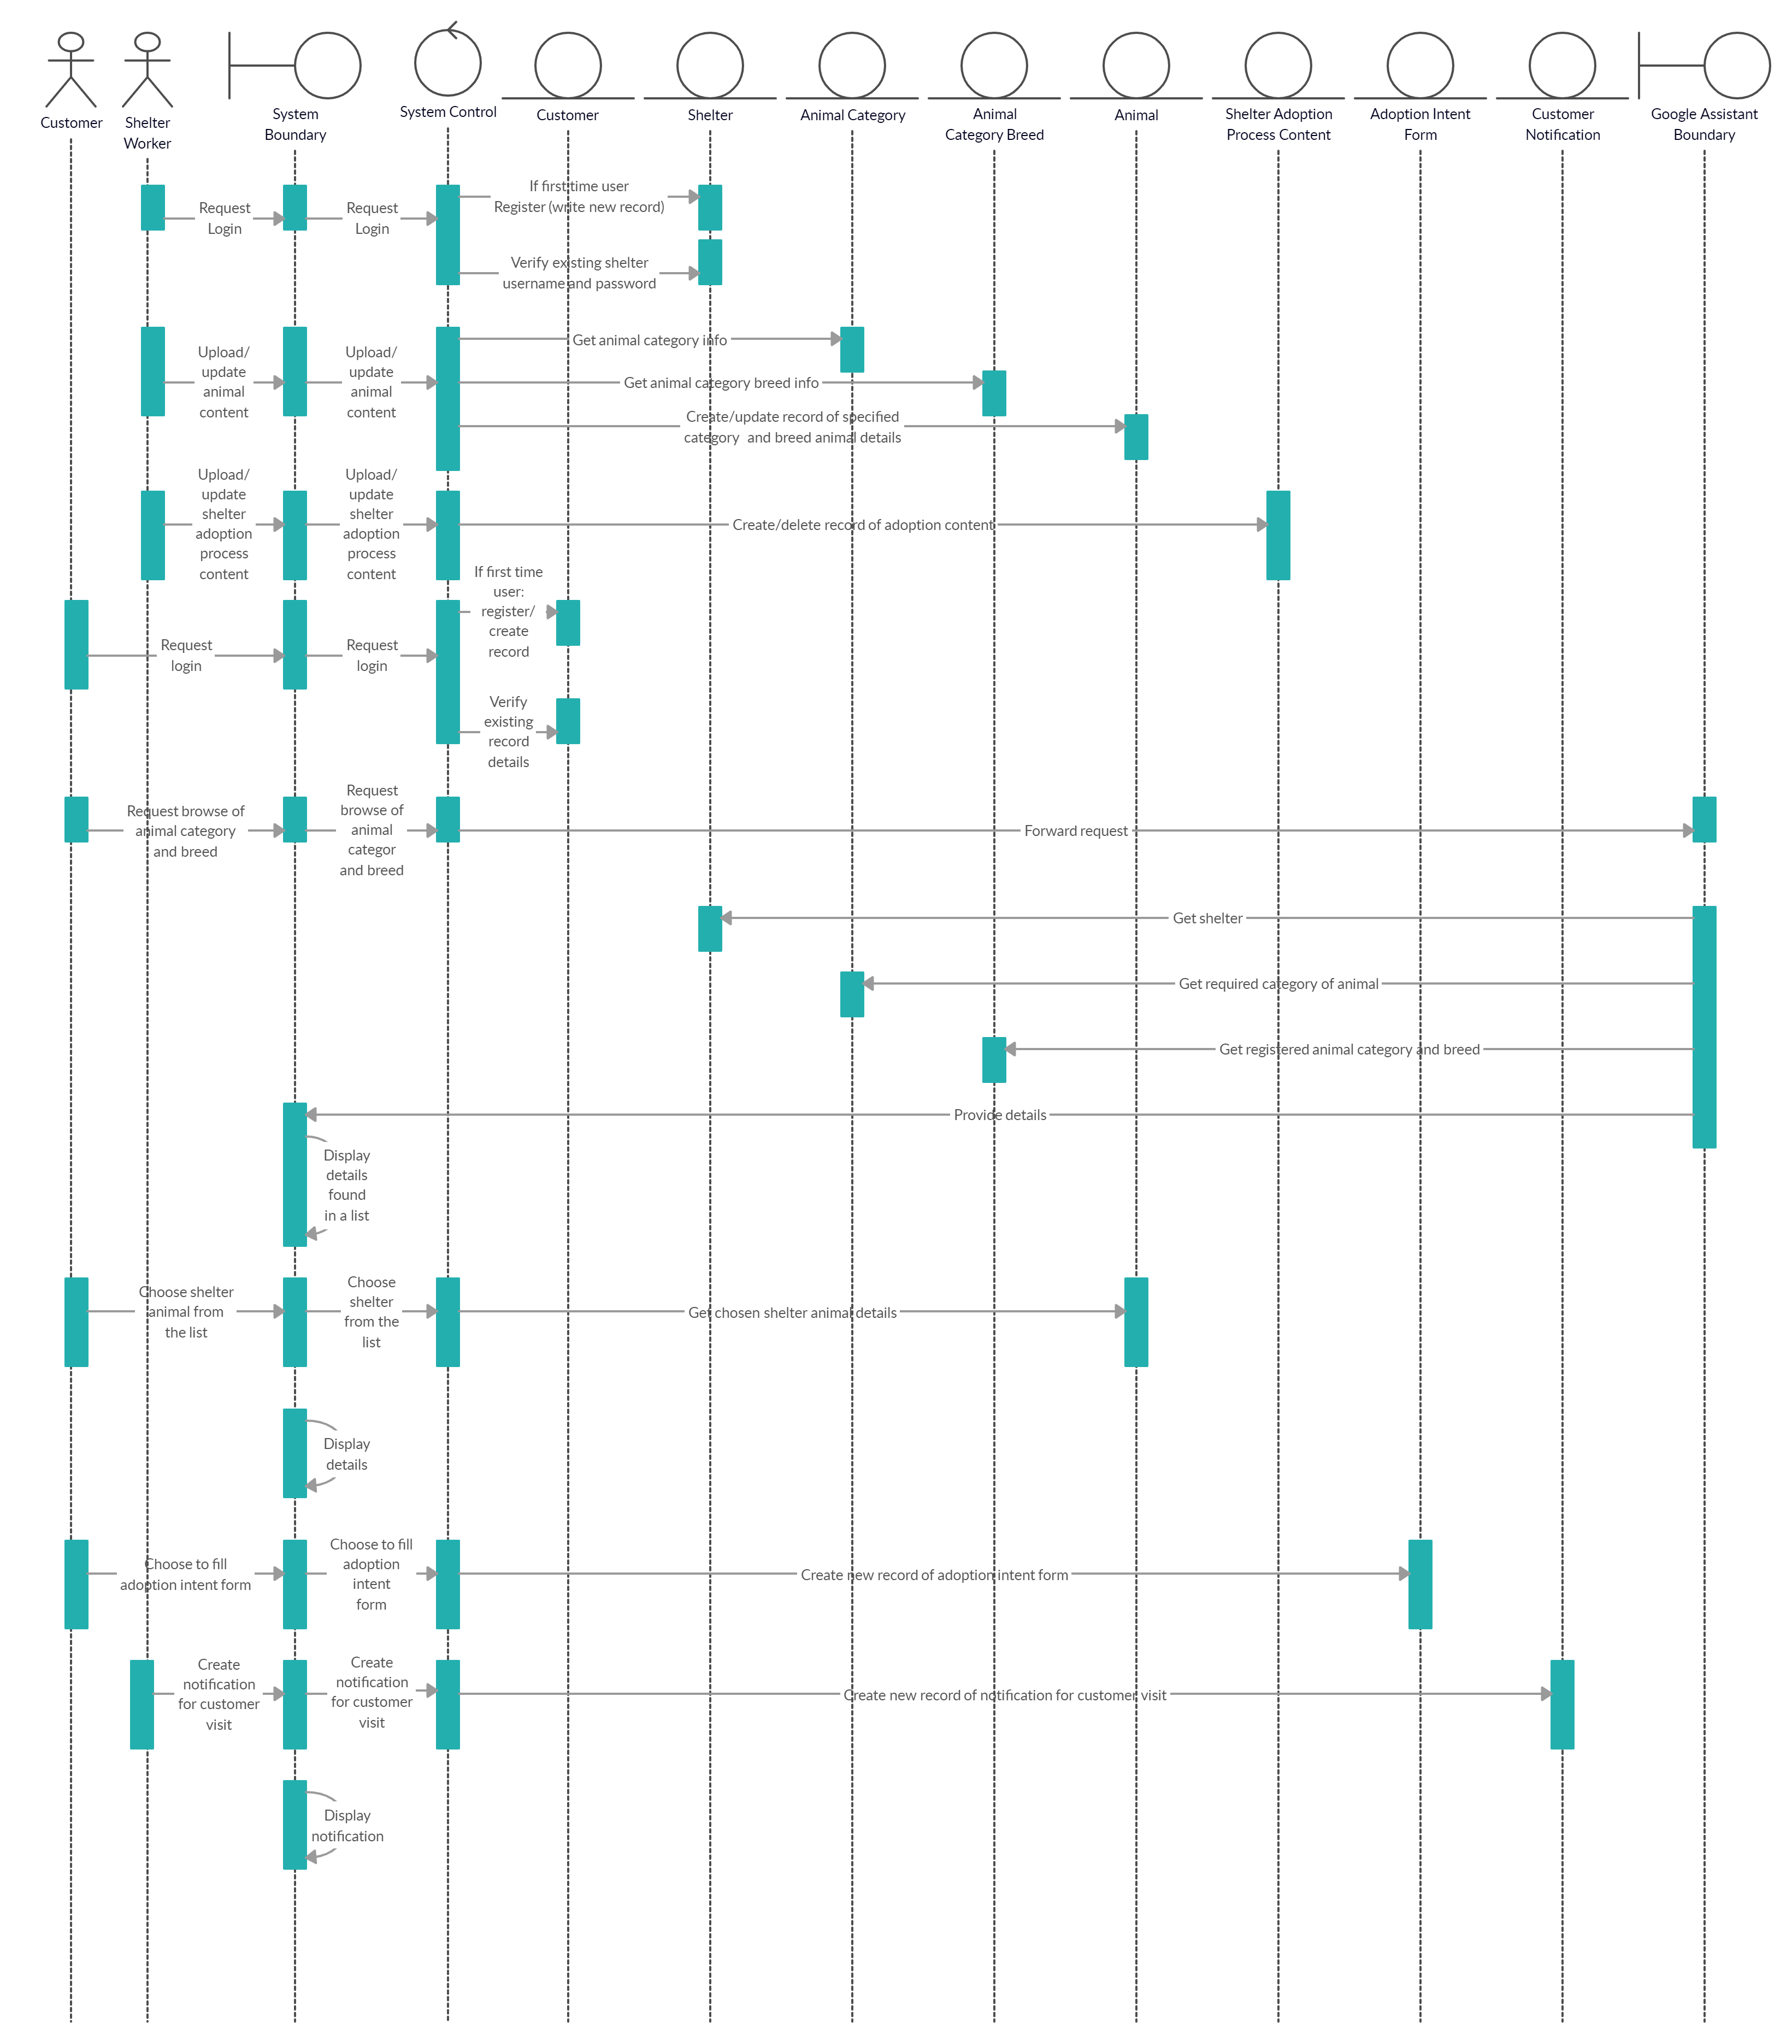 Customer
Shelter
Worker
System
Boundary
System Control
Customer
Shelter
Animal Category
Animal
Category Breed
Animal
Shelter Adoption
Process Content
Adoption Intent
Form
Customer
Notification
Google Assistant
Boundary
Request
Login
Request
Login
If first time user
Register (write new record)
Verify existing shelter
username and password
Upload/
update
animal
content
Upload/
update
animal
content
Get animal category info
Get animal category breed info
Create/update record of specified
category  and breed animal details
Upload/
update
shelter
adoption
process
content
Upload/
update
shelter
adoption
process
content
Create/delete record of adoption content
Request
login
Request
login
If first time
user:
register/
create
record
Verify
existing
record
details
Request browse of
animal category
and breed
Request
browse of
animal
categor
and breed
Forward request
Get shelter
Get required category of animal
Get registered animal category and breed
Provide details
Display
details
found
in a list
Choose shelter
animal from
the list
Choose
shelter
from the
list
Get chosen shelter animal details
Display
details
Choose to fill
adoption intent form
Choose to fill
adoption
intent
form
Create new record of adoption intent form
Create
notification
for customer
visit
Create
notification
for customer
visit
Create new record of notification for customer visit
Display
notification